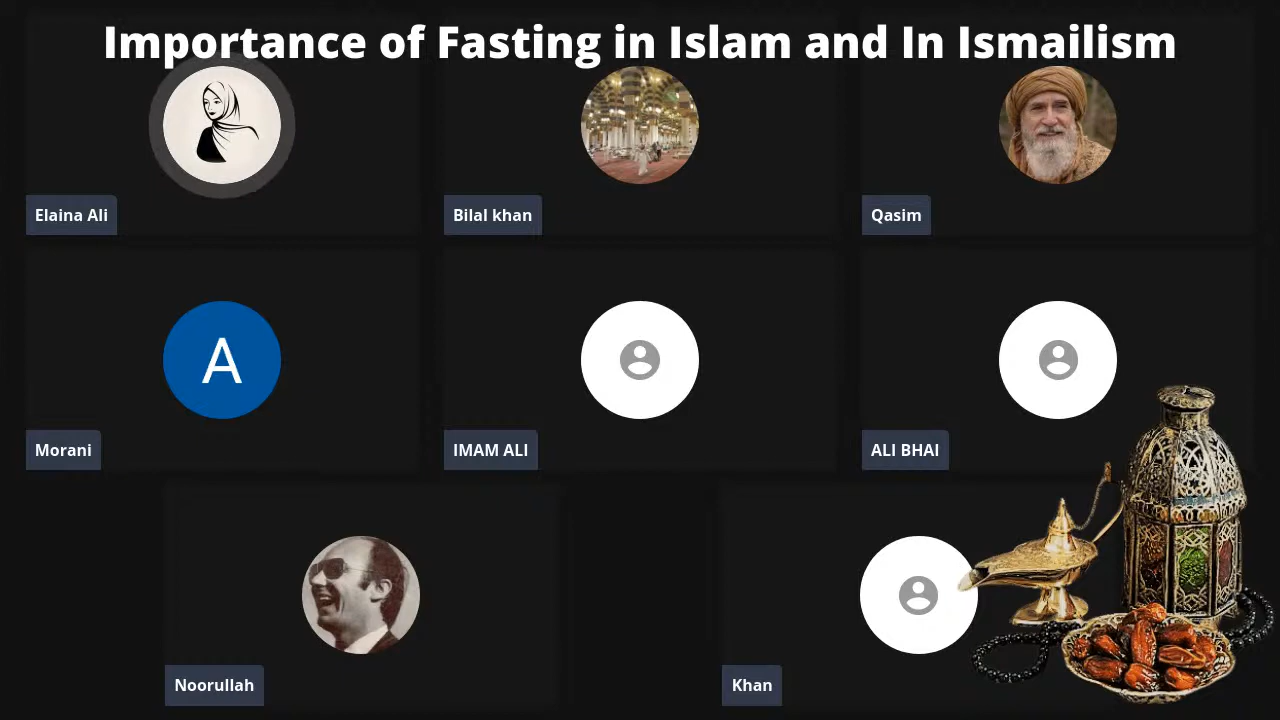 Importance of Fasting in Islam and In Ismailism
Elaina Ali
Bilal khan
Qasim
A
Morani
IMAM ALI
ALI BHAI
Noorullah
Khan